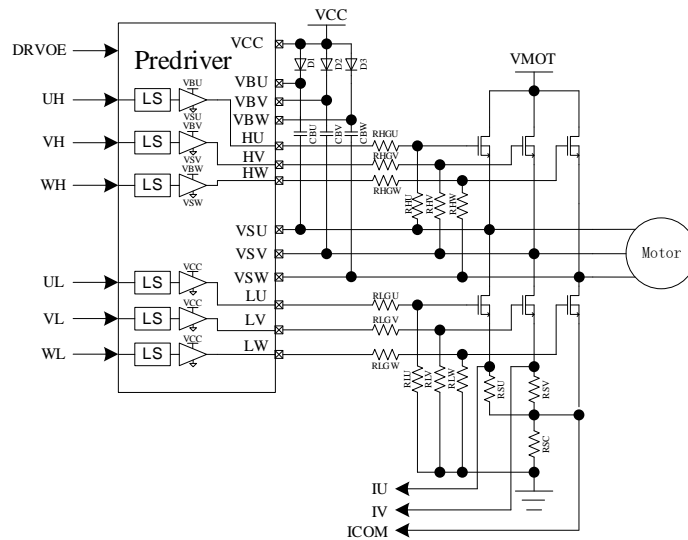 VCC
VMOT
DRVOE
Predriver
VCC
D1
D2
D3
VBU
VBV
VBW
UH
LS
VBU
VSU
CBU
CBV
CBW
HU
RHGU
VH
LS
VBV
VSV
HV
RHGV
WH
LS
VBW
VSW
HW
RHGW
RHU
RHV
RHW
VSU
VSV
VSW
Motor
UL
LS
VCC
LU
RLGU
VL
LS
VCC
LV
RLGV
WL
LS
VCC
LW
RLGW
RLU
RLV
RLW
RSU
RSV
RSC
IU
IV
ICOM